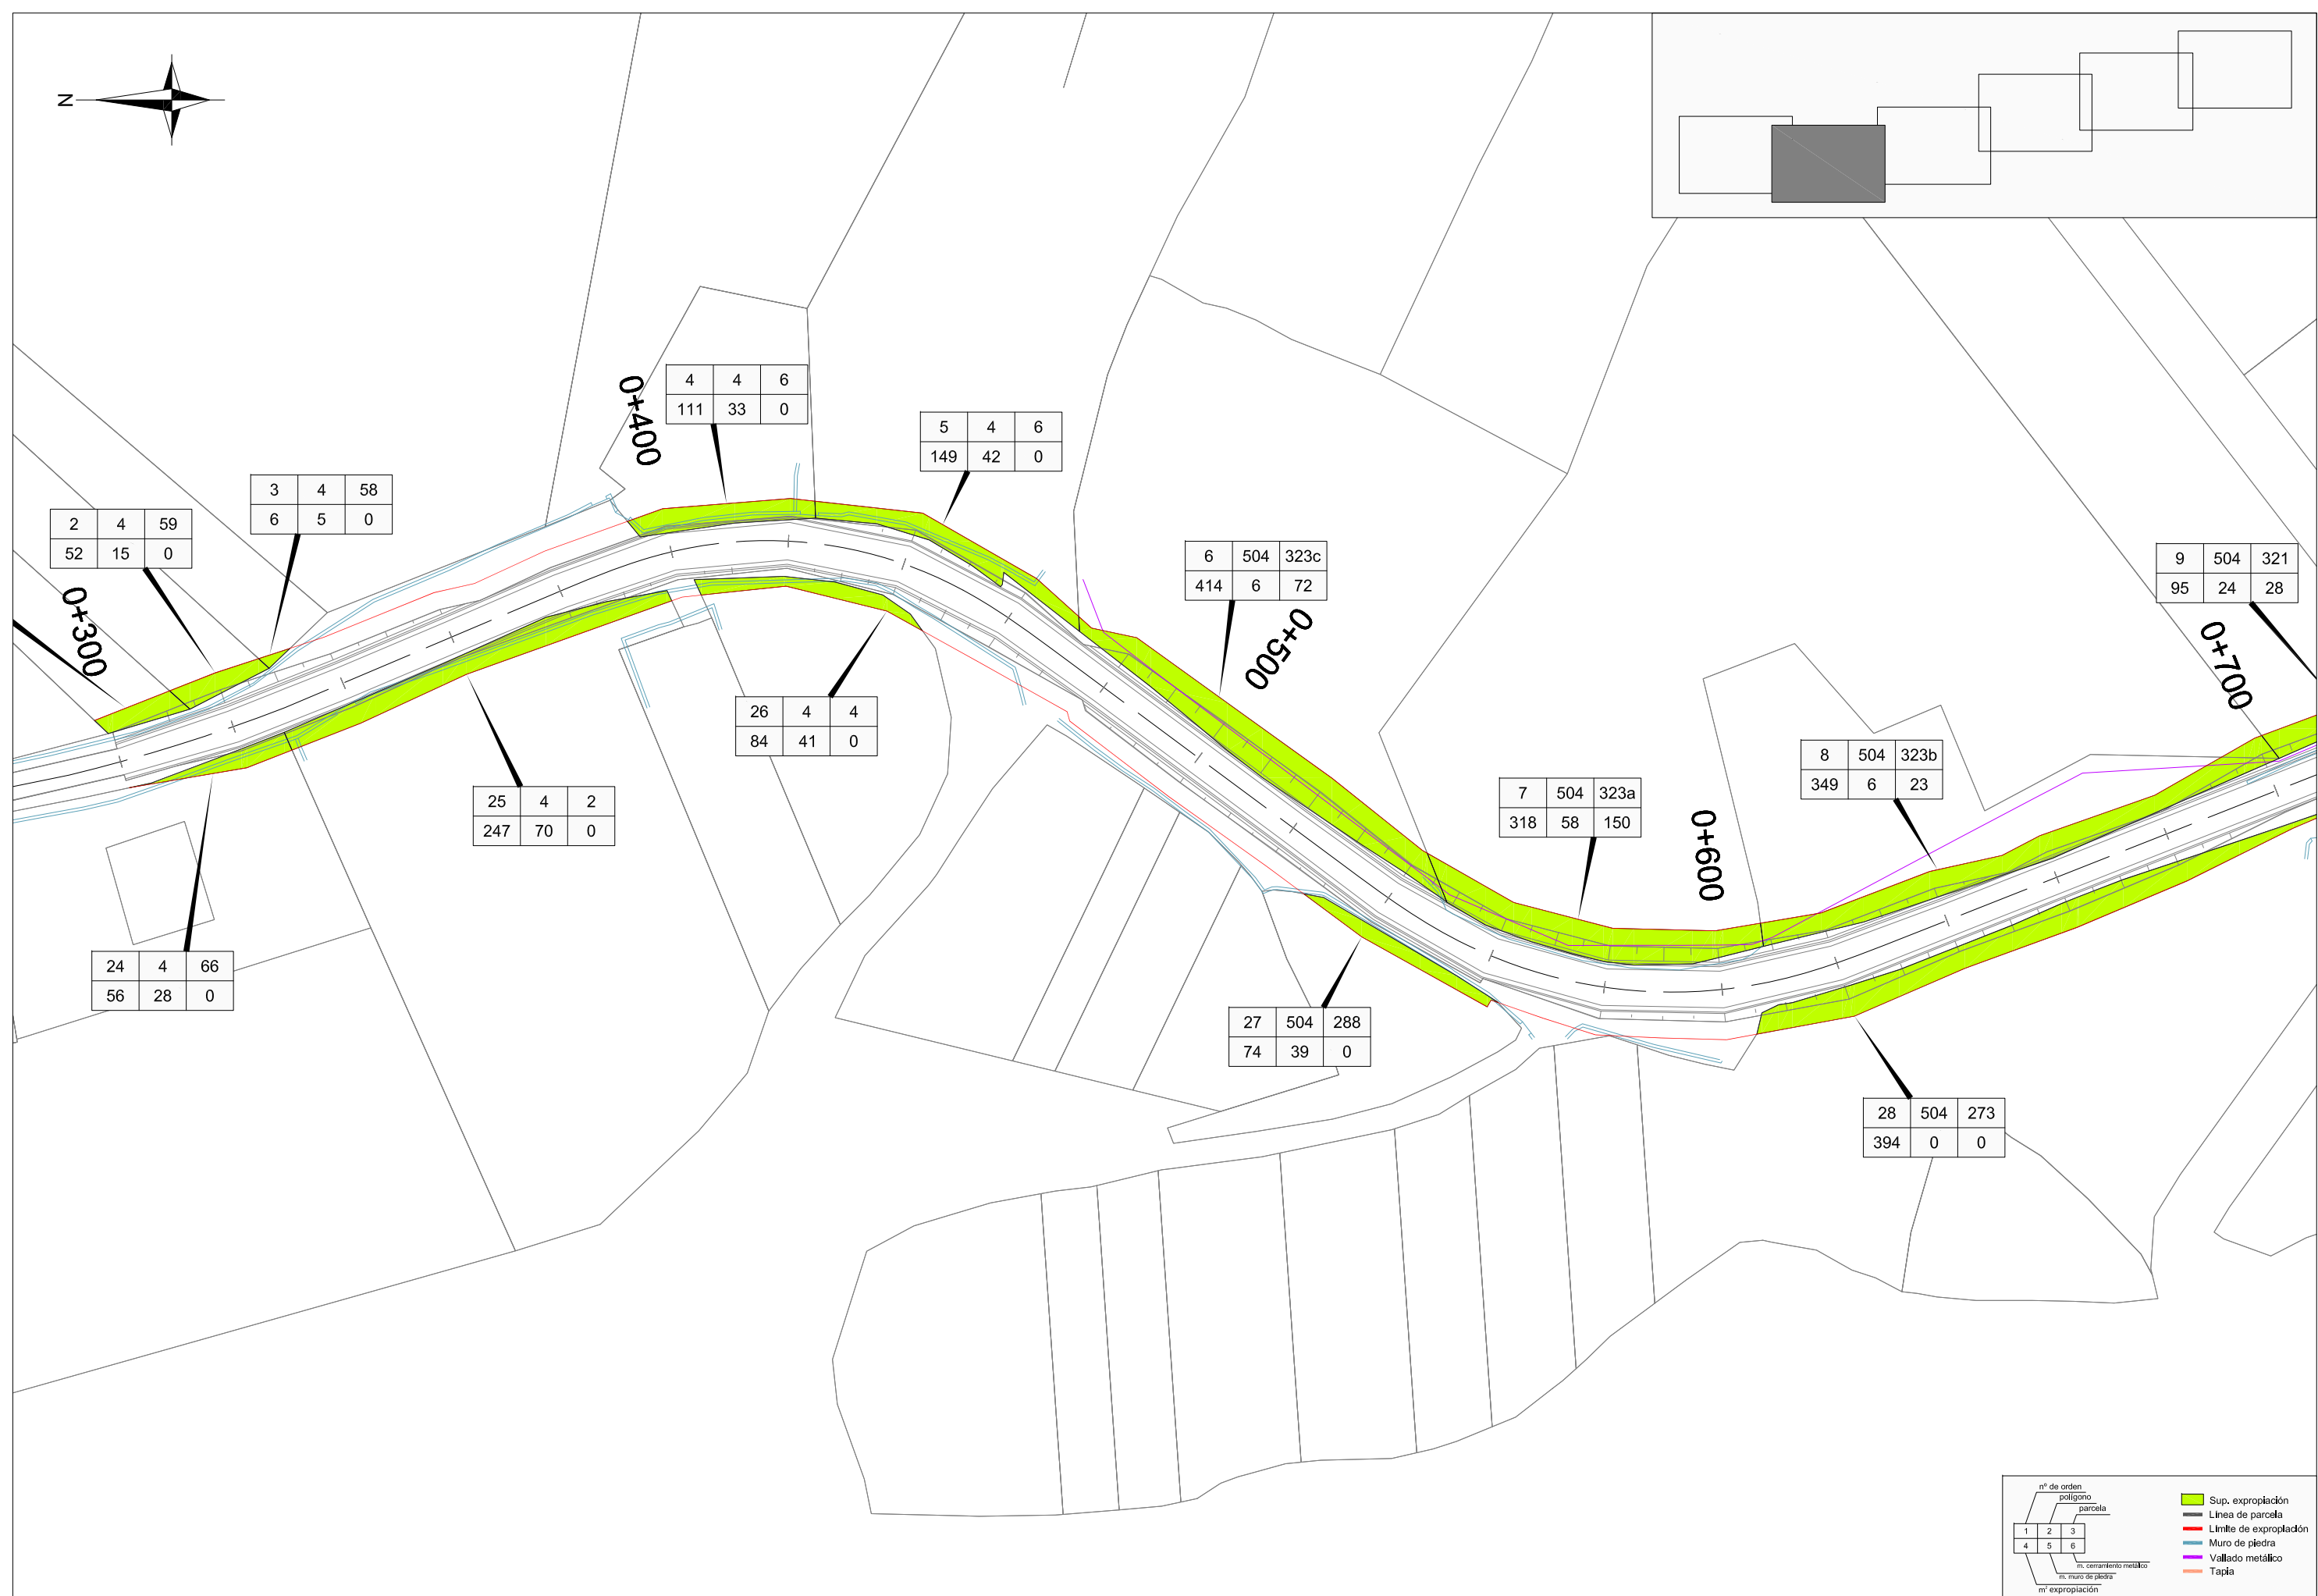 N
0+400
4 4 6
111 33 0
5 4 6
149 42 0
3 4 58
6 5 0
2 4 59
52 15 0
0+300
6 504 323c
414 6 72
0+500
9 504 321
95 24 28
0+700
26 4 4
84 41 0
25 4 2
247 70 0
7 504 323a
318 58 150
8 504 323b
349 6 23
0+600
24 4 66
56 28 0
27 504 288
74 39 0
28 504 273
394 0 0
nº de orden
polígono
parcela
1 2 3
4 5 6
m. cerramiento metálico
m. muro de piedra
m² expropiación
Sup. expropiación
Línea de parcela
Límite de expropiación
Muro de piedra
Vallado metálico
Tapia